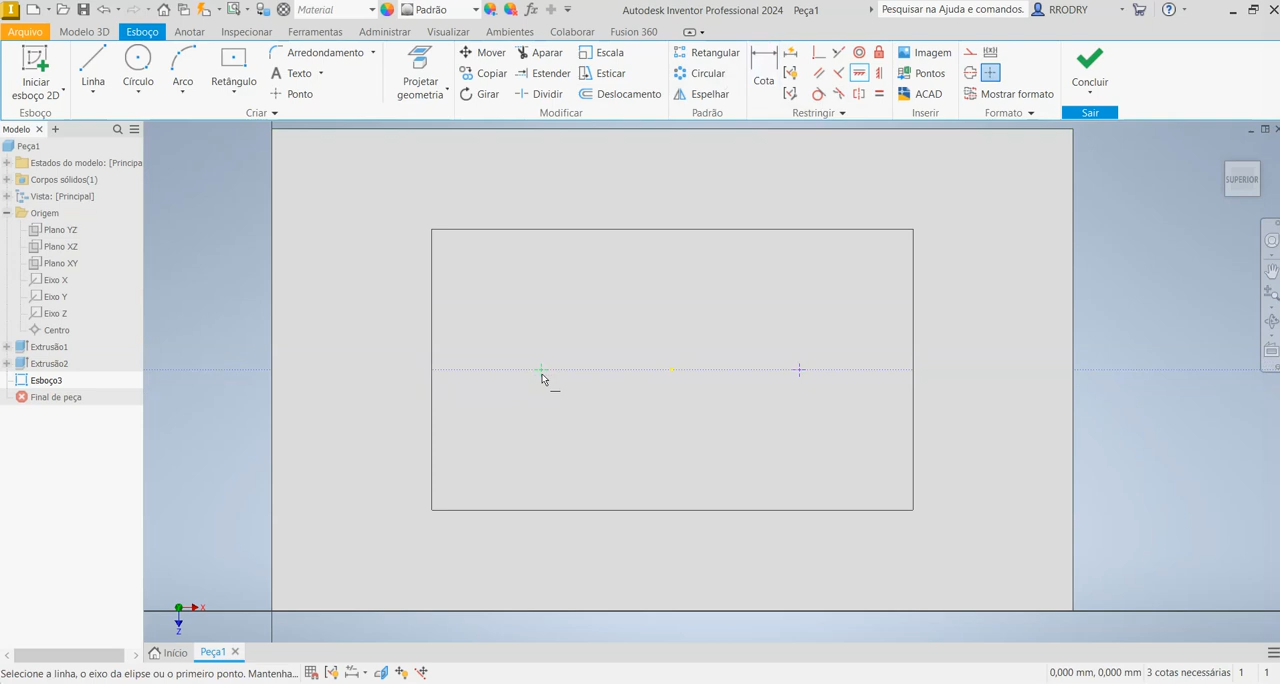 Material Padrão Autodesk Inventor Professional 2024 Peça1 Pesquisar na Ajuda e comandos. RRODRY
Arquivo Modelo 3D Esboço Anotar Inspecionar Ferramentas Administrar Visualizar Ambientes Colaborar Fusion 360
Iniciar esboço 2D
Esboço
Linha
Círculo
Arco
Retângulo
Arredondamento
Texto
Ponto
Criar
Projetar geometria
Mover Aparar Escala
Copiar Estender Esticar
Girar Dividir Deslocamento
Modificar
Retangular
Circular
Espelhar
Padrão
Cota
Restringir
Imagem
Pontos
ACAD
Inserir
Mostrar formato
Formato
Concluir
Sair
Modelo
Peça1
Estados do modelo: [Principa
Corpos sólidos(1)
Vista: [Principal]
Origem
Plano YZ
Plano XZ
Plano XY
Eixo X
Eixo Y
Eixo Z
Centro
Extrusão1
Extrusão2
Esboço3
Final de peça
SUPERIOR
X
Z
Início Peça1
Selecione a linha, o eixo da elipse ou o primeiro ponto. Mantenha... 0,000 mm, 0,000 mm 3 cotas necessárias 1 1